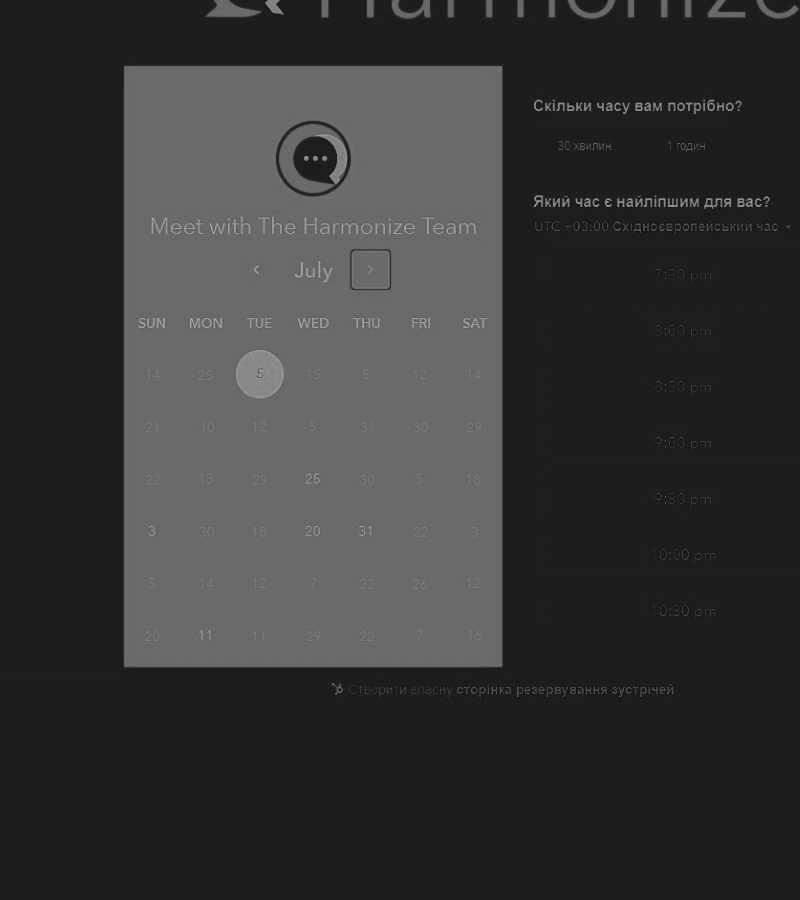 Harmonize
Meet with The Harmonize Team
July
SUN MON TUE WED THU FRI SAT
14 25 5 15 5 12 14
21 10 12 5 31 30 29
22 13 29 25 30 5 18
3 30 18 20 31 22 3
5 14 12 7 22 26 12
20 11 11 29 22 7 16
Скільки часу вам потрібно?
30 хвилин 1 годин
Який час є найліпшим для вас?
UTC +03:00 Східноєвропейський час
7:30 pm
8:00 pm
8:30 pm
9:00 pm
9:30 pm
10:00 pm
10:30 pm
Створити власну сторінка резервування зустрічей